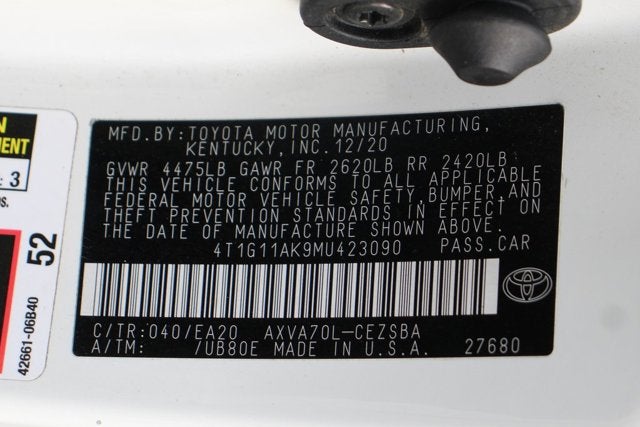 MFD.BY: TOYOTA MOTOR MANUFACTURING,
KENTUCKY, INC. 12/20
GVWR 4475LB GAWR FR 2620LB RR 2420LB
THIS VEHICLE CONFORMS TO ALL APPLICABLE
FEDERAL MOTOR VEHICLE SAFETY, BUMPER, AND
THEFT PREVENTION STANDARDS IN EFFECT ON
THE DATE OF MANUFACTURE SHOWN ABOVE.
4T1G11AK9MU423090 PASS.CAR
C/TR: 040/EA20 AXVA70L-CEZSBA
A/TM: /UB80E MADE IN U.S.A. 27680
3
52
42661-06B40